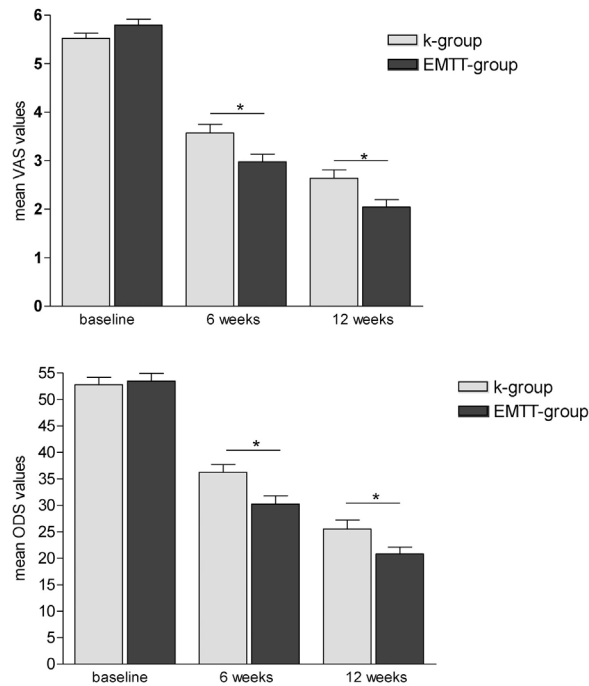 6
5
4
3
2
1
0
mean VAS values
k-group
EMTT-group
* *
baseline 6 weeks 12 weeks
55
50
45
40
35
30
25
20
15
10
5
0
mean ODS values
k-group
EMTT-group
* *
baseline 6 weeks 12 weeks